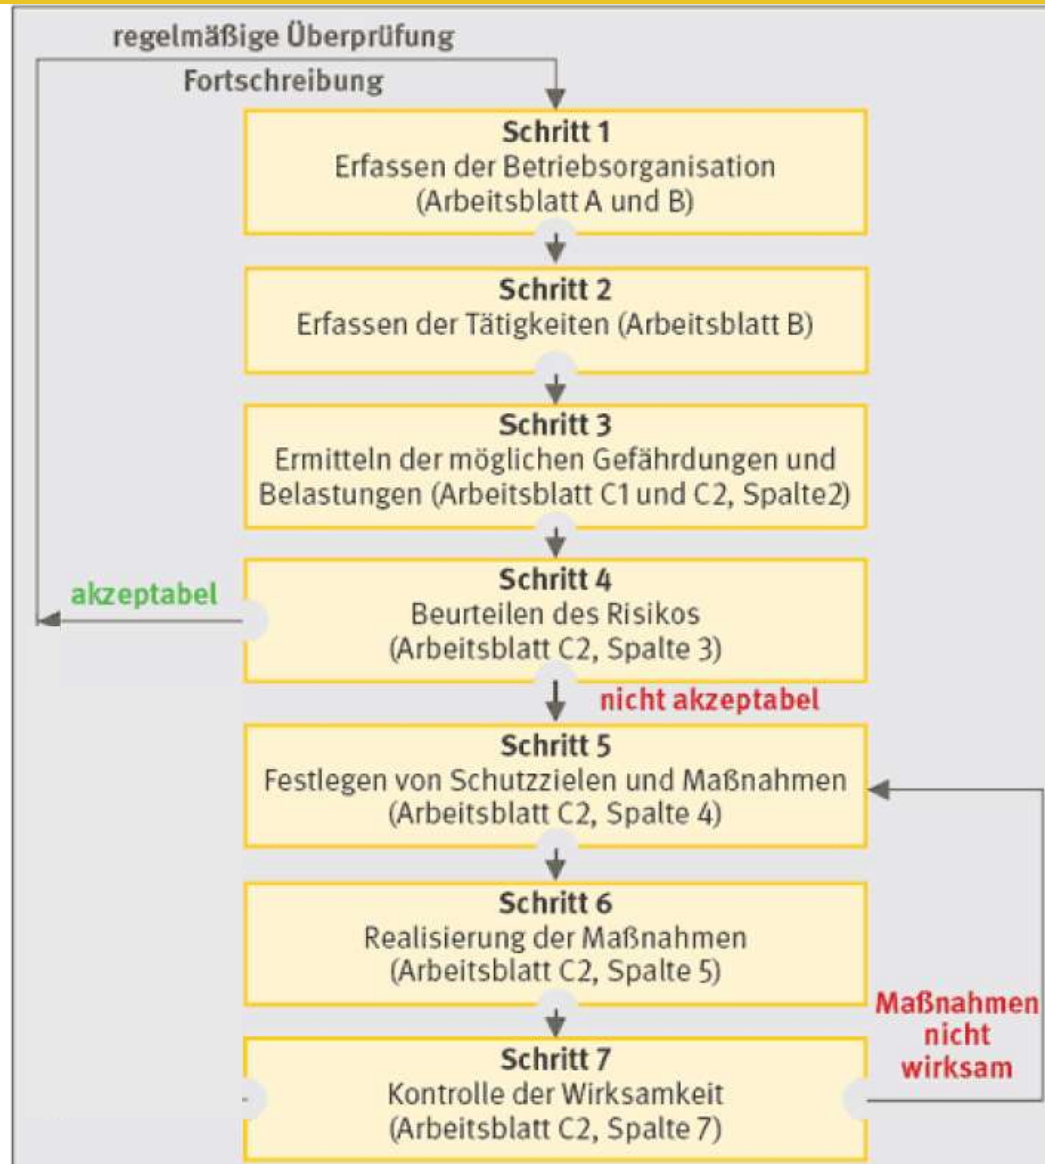 regelmäßige Überprüfung
Fortschreibung
Schritt 1
Erfassen der Betriebsorganisation
(Arbeitsblatt A und B)
Schritt 2
Erfassen der Tätigkeiten (Arbeitsblatt B)
Schritt 3
Ermitteln der möglichen Gefährdungen und
Belastungen (Arbeitsblatt C1 und C2, Spalte2)
akzeptabel
Schritt 4
Beurteilen des Risikos
(Arbeitsblatt C2, Spalte 3)
nicht akzeptabel
Schritt 5
Festlegen von Schutzzielen und Maßnahmen
(Arbeitsblatt C2, Spalte 4)
Schritt 6
Realisierung der Maßnahmen
(Arbeitsblatt C2, Spalte 5)
Maßnahmen
nicht
wirksam
Schritt 7
Kontrolle der Wirksamkeit
(Arbeitsblatt C2, Spalte 7)